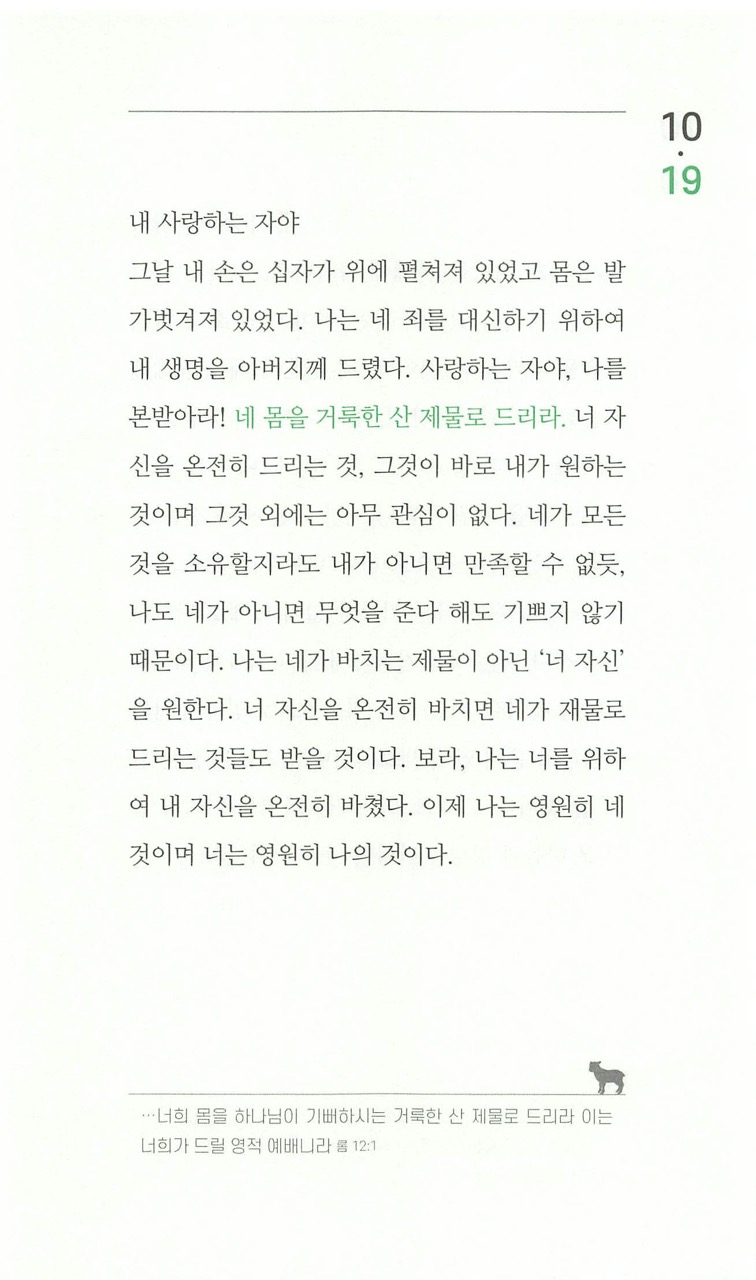 10
·
19
내 사랑하는 자야
그날 내 손은 십자가 위에 펼쳐져 있었고 몸은 발
가벗겨져 있었다. 나는 네 죄를 대신하기 위하여
내 생명을 아버지께 드렸다. 사랑하는 자야, 나를
본받아라! 네 몸을 거룩한 산 제물로 드리라. 너 자
신을 온전히 드리는 것, 그것이 바로 내가 원하는
것이며 그것 외에는 아무 관심이 없다. 네가 모든
것을 소유할지라도 내가 아니면 만족할 수 없듯,
나도 네가 아니면 무엇을 준다 해도 기쁘지 않기
때문이다. 나는 네가 바치는 제물이 아닌 ‘너 자신’
을 원한다. 너 자신을 온전히 바치면 네가 재물로
드리는 것들도 받을 것이다. 보라, 나는 너를 위하
여 내 자신을 온전히 바쳤다. 이제 나는 영원히 네
것이며 너는 영원히 나의 것이다.
…너희 몸을 하나님이 기뻐하시는 거룩한 산 제물로 드리라 이는
너희가 드릴 영적 예배니라 롬 12:1